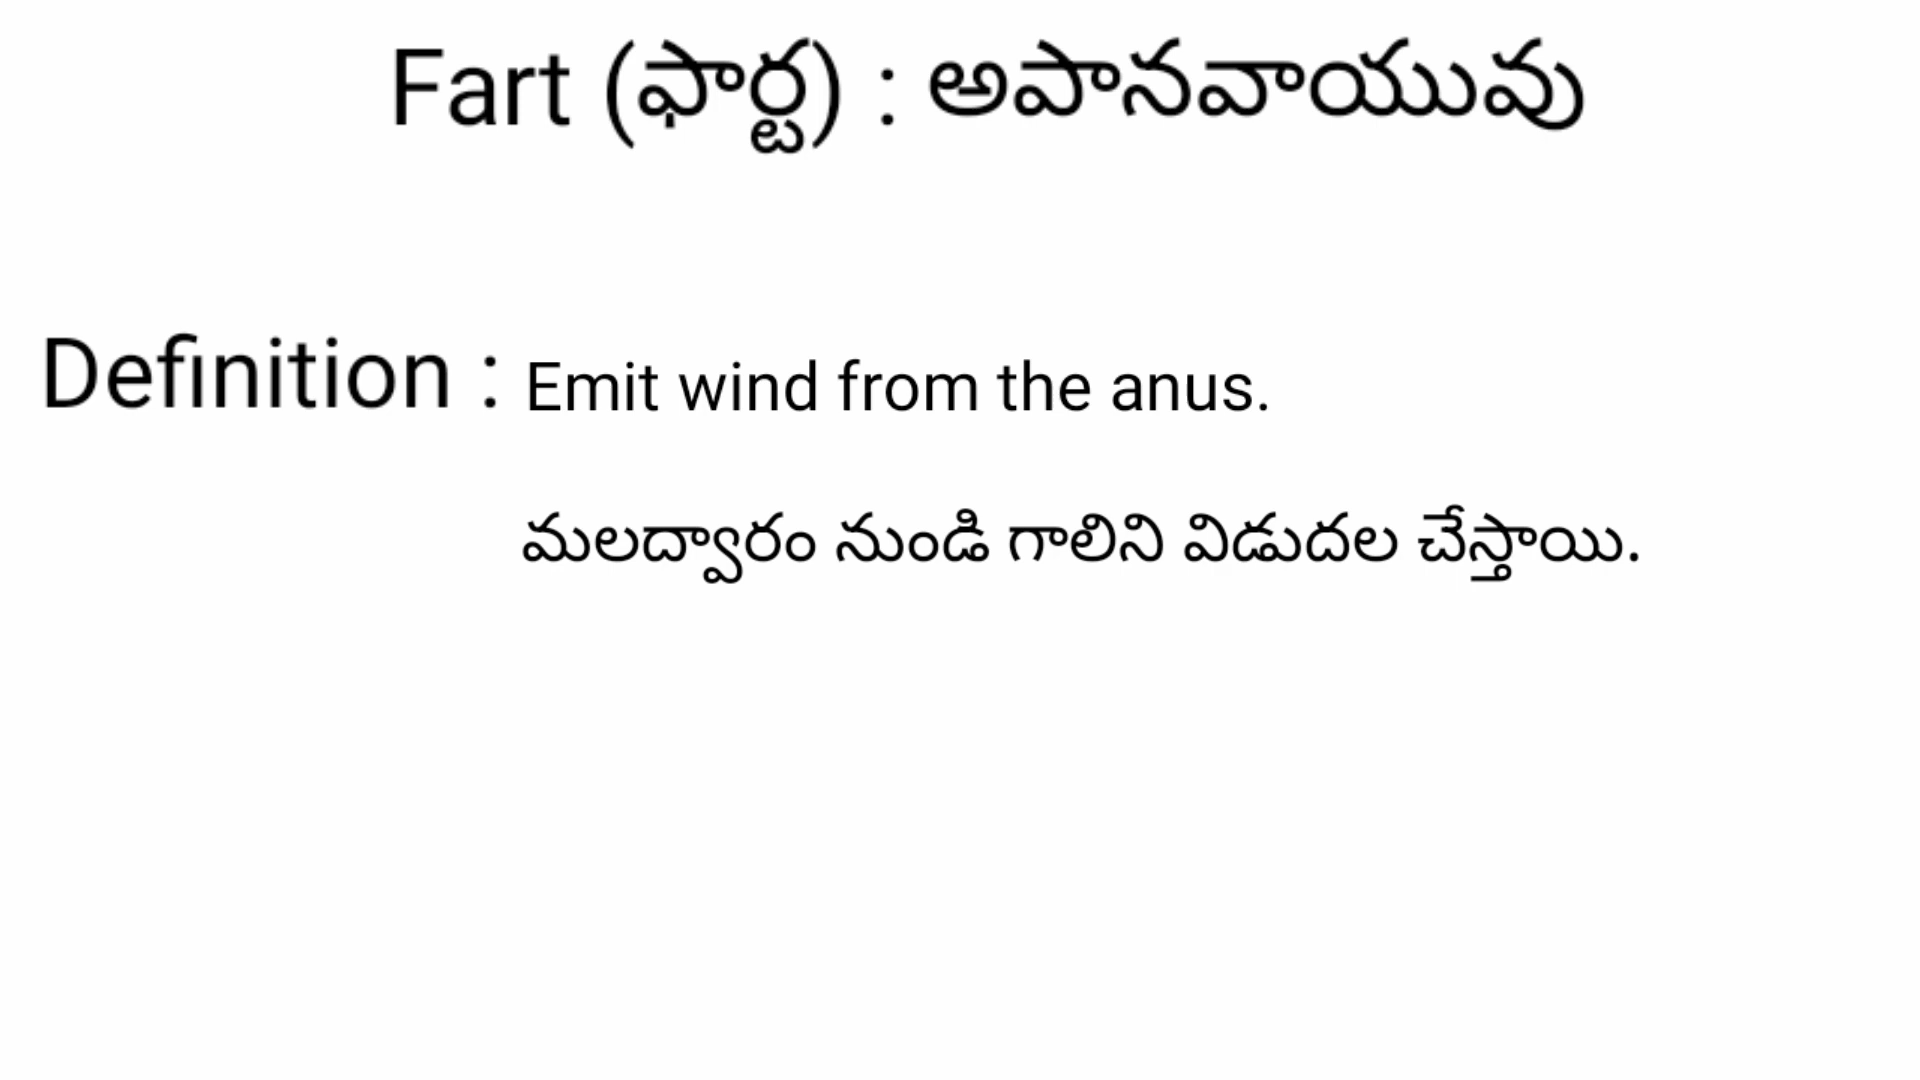 Fart (ఫార్ట) : అపానవాయువు
Definition : Emit wind from the anus.
మలద్వారం నుండి గాలిని విడుదల చేస్తాయి.